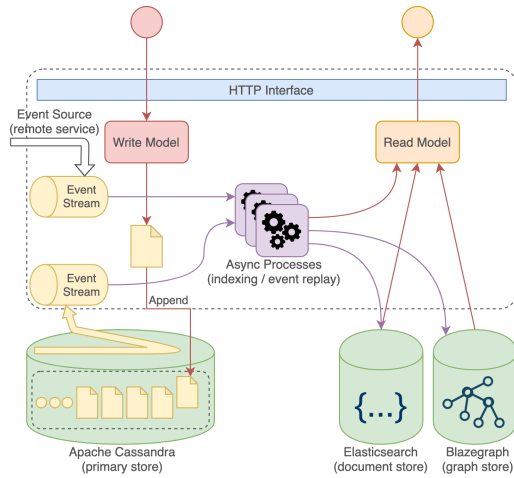 HTTP Interface
Event Source
(remote service)
Write Model
Read Model
Event
Stream
Async Processes
(indexing / event replay)
Event
Stream
Append
{...}
Apache Cassandra
(primary store)
Elasticsearch
(document store)
Blazegraph
(graph store)